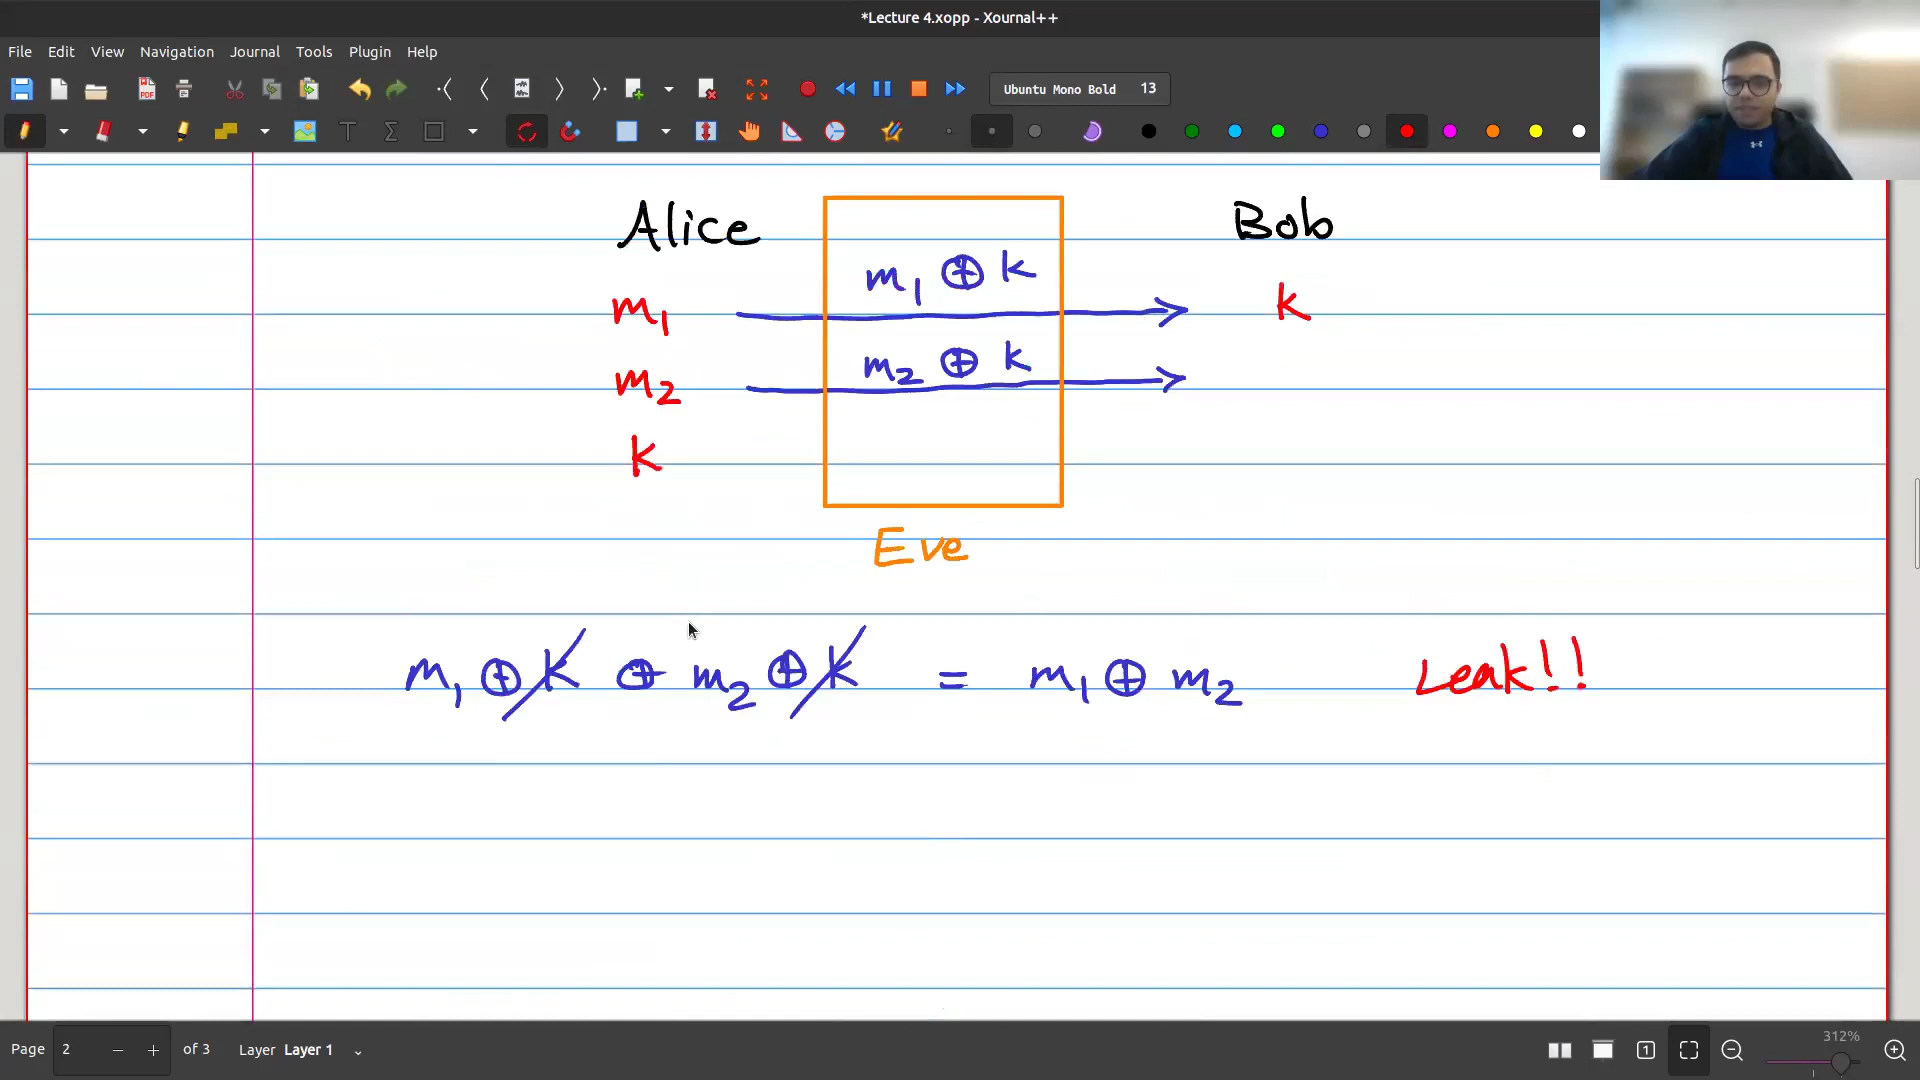 *Lecture 4.xopp - Xournal++
File Edit View Navigation Journal Tools Plugin Help
Ubuntu Mono Bold 13
Alice Bob
m₁ ⊕ k
m₁ k
m₂ ⊕ k
m₂
k
Eve
m₁ ⊕ k ⊕ m₂ ⊕ k = m₁ ⊕ m₂ Leak!!
Page 2 − + of 3 Layer Layer 1
312%